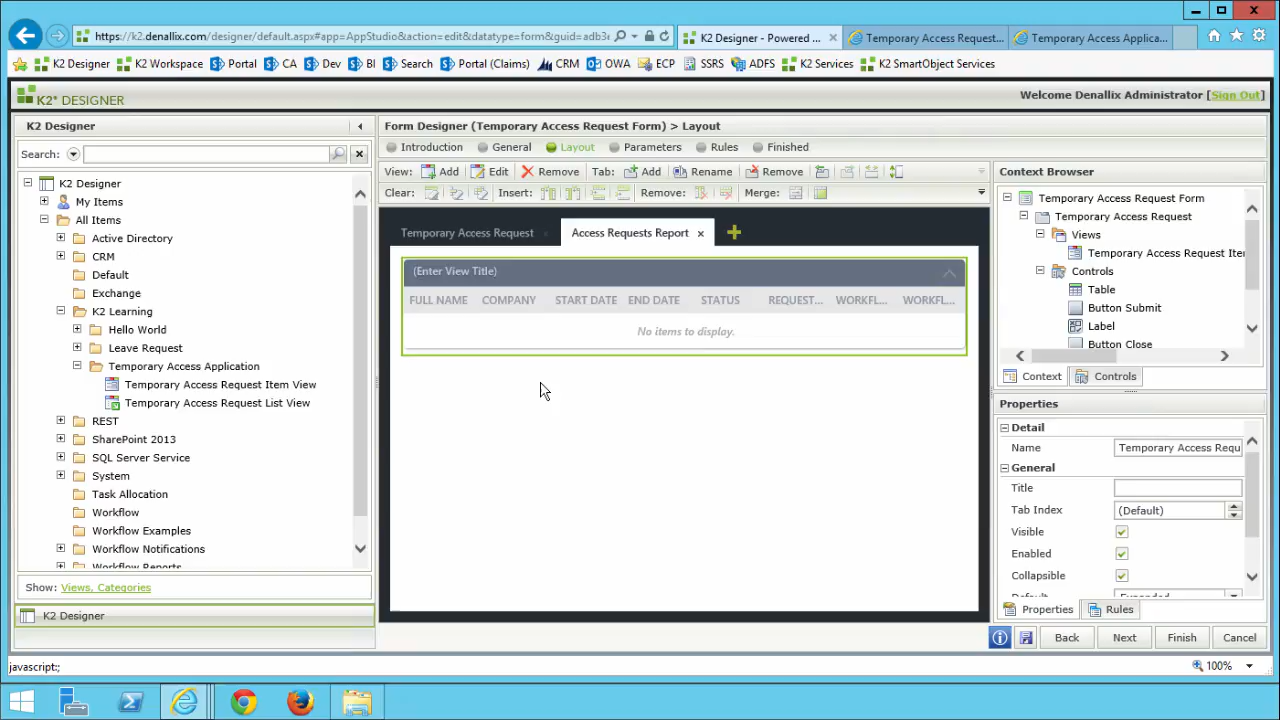 https://k2.denallix.com/designer/default.aspx#app=AppStudio&action=edit&datatype=form&guid=adb3
K2 Designer - Powered ...
Temporary Access Request...
Temporary Access Applica...
K2 Designer
K2 Workspace
Portal
CA
Dev
BI
Search
Portal (Claims)
CRM
OWA
ECP
SSRS
ADFS
K2 Services
K2 SmartObject Services
K2* DESIGNER
Welcome Denallix Administrator [Sign Out]
K2 Designer
Search:
K2 Designer
My Items
All Items
Active Directory
CRM
Default
Exchange
K2 Learning
Hello World
Leave Request
Temporary Access Application
Temporary Access Request Item View
Temporary Access Request List View
REST
SharePoint 2013
SQL Server Service
System
Task Allocation
Workflow
Workflow Examples
Workflow Notifications
Workflow Reports
Show: Views, Categories
K2 Designer
Form Designer (Temporary Access Request Form) > Layout
Introduction
General
Layout
Parameters
Rules
Finished
View: Add Edit Remove Tab: Add Rename Remove
Clear: Insert: Remove: Merge:
Temporary Access Request
Access Requests Report
(Enter View Title)
FULL NAME COMPANY START DATE END DATE STATUS REQUEST... WORKFL... WORKFL...
No items to display.
Context Browser
Temporary Access Request Form
Temporary Access Request
Views
Temporary Access Request Iter
Controls
Table
Button Submit
Label
Button Close
Context
Controls
Properties
Detail
Name Temporary Access Requ
General
Title
Tab Index (Default)
Visible
Enabled
Collapsible
Default Expanded
Properties
Rules
Back
Next
Finish
Cancel
javascript:;
100%